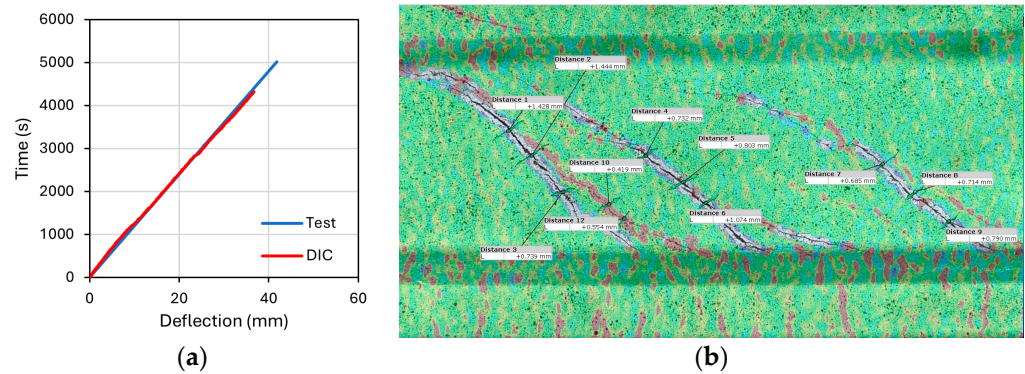 6000
5000
4000
3000
2000
1000
0
Time (s)
Test
DIC
0 20 40 60
Deflection (mm)
(a)
Distance 2
L +1.444 mm
Distance 1
L +1.428 mm
Distance 4
L +0.732 mm
Distance 5
L +0.803 mm
Distance 10
L +0.419 mm
Distance 7
L +0.685 mm
Distance 8
L +0.714 mm
Distance 12
L +0.554 mm
Distance 6
L +1.074 mm
Distance 9
L +0.790 mm
Distance 3
L +0.739 mm
(b)